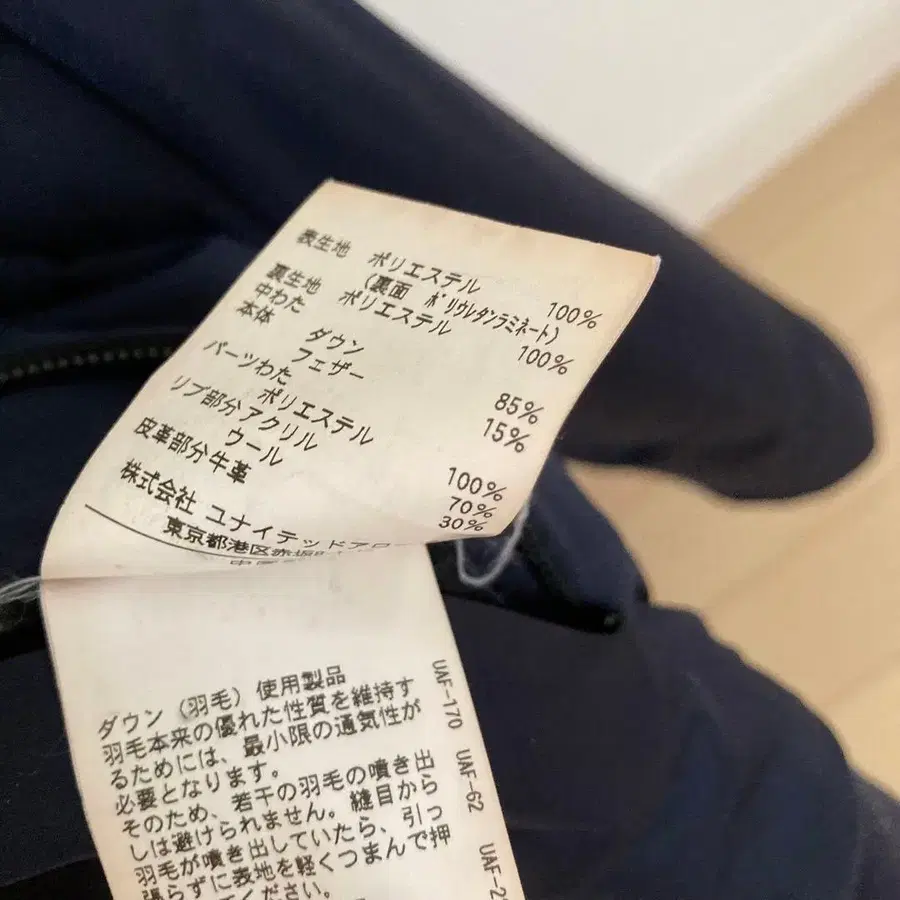 表生地 ポリエステル 100%
(裏面 ポリウレタンラミネート)
裏生地 ポリエステル 100%
中わた
本体 ダウン 85%
フェザー 15%
パーツわた
ポリエステル 100%
リブ部分アクリル 70%
ウール 30%
皮革部分牛革
株式会社 ユナイテッドアロー
東京都港区赤坂
ダウン(羽毛)使用製品
羽毛本来の優れた性質を維持す
るためには、最小限の通気性が
必要となります。
そのため、若干の羽毛の噴き出
しは避けられません。縫目から
羽毛が噴き出していたら、引っ
張らずに表地を軽くつまんで押
ください。
UAF-170 UAF-62 UAF-2